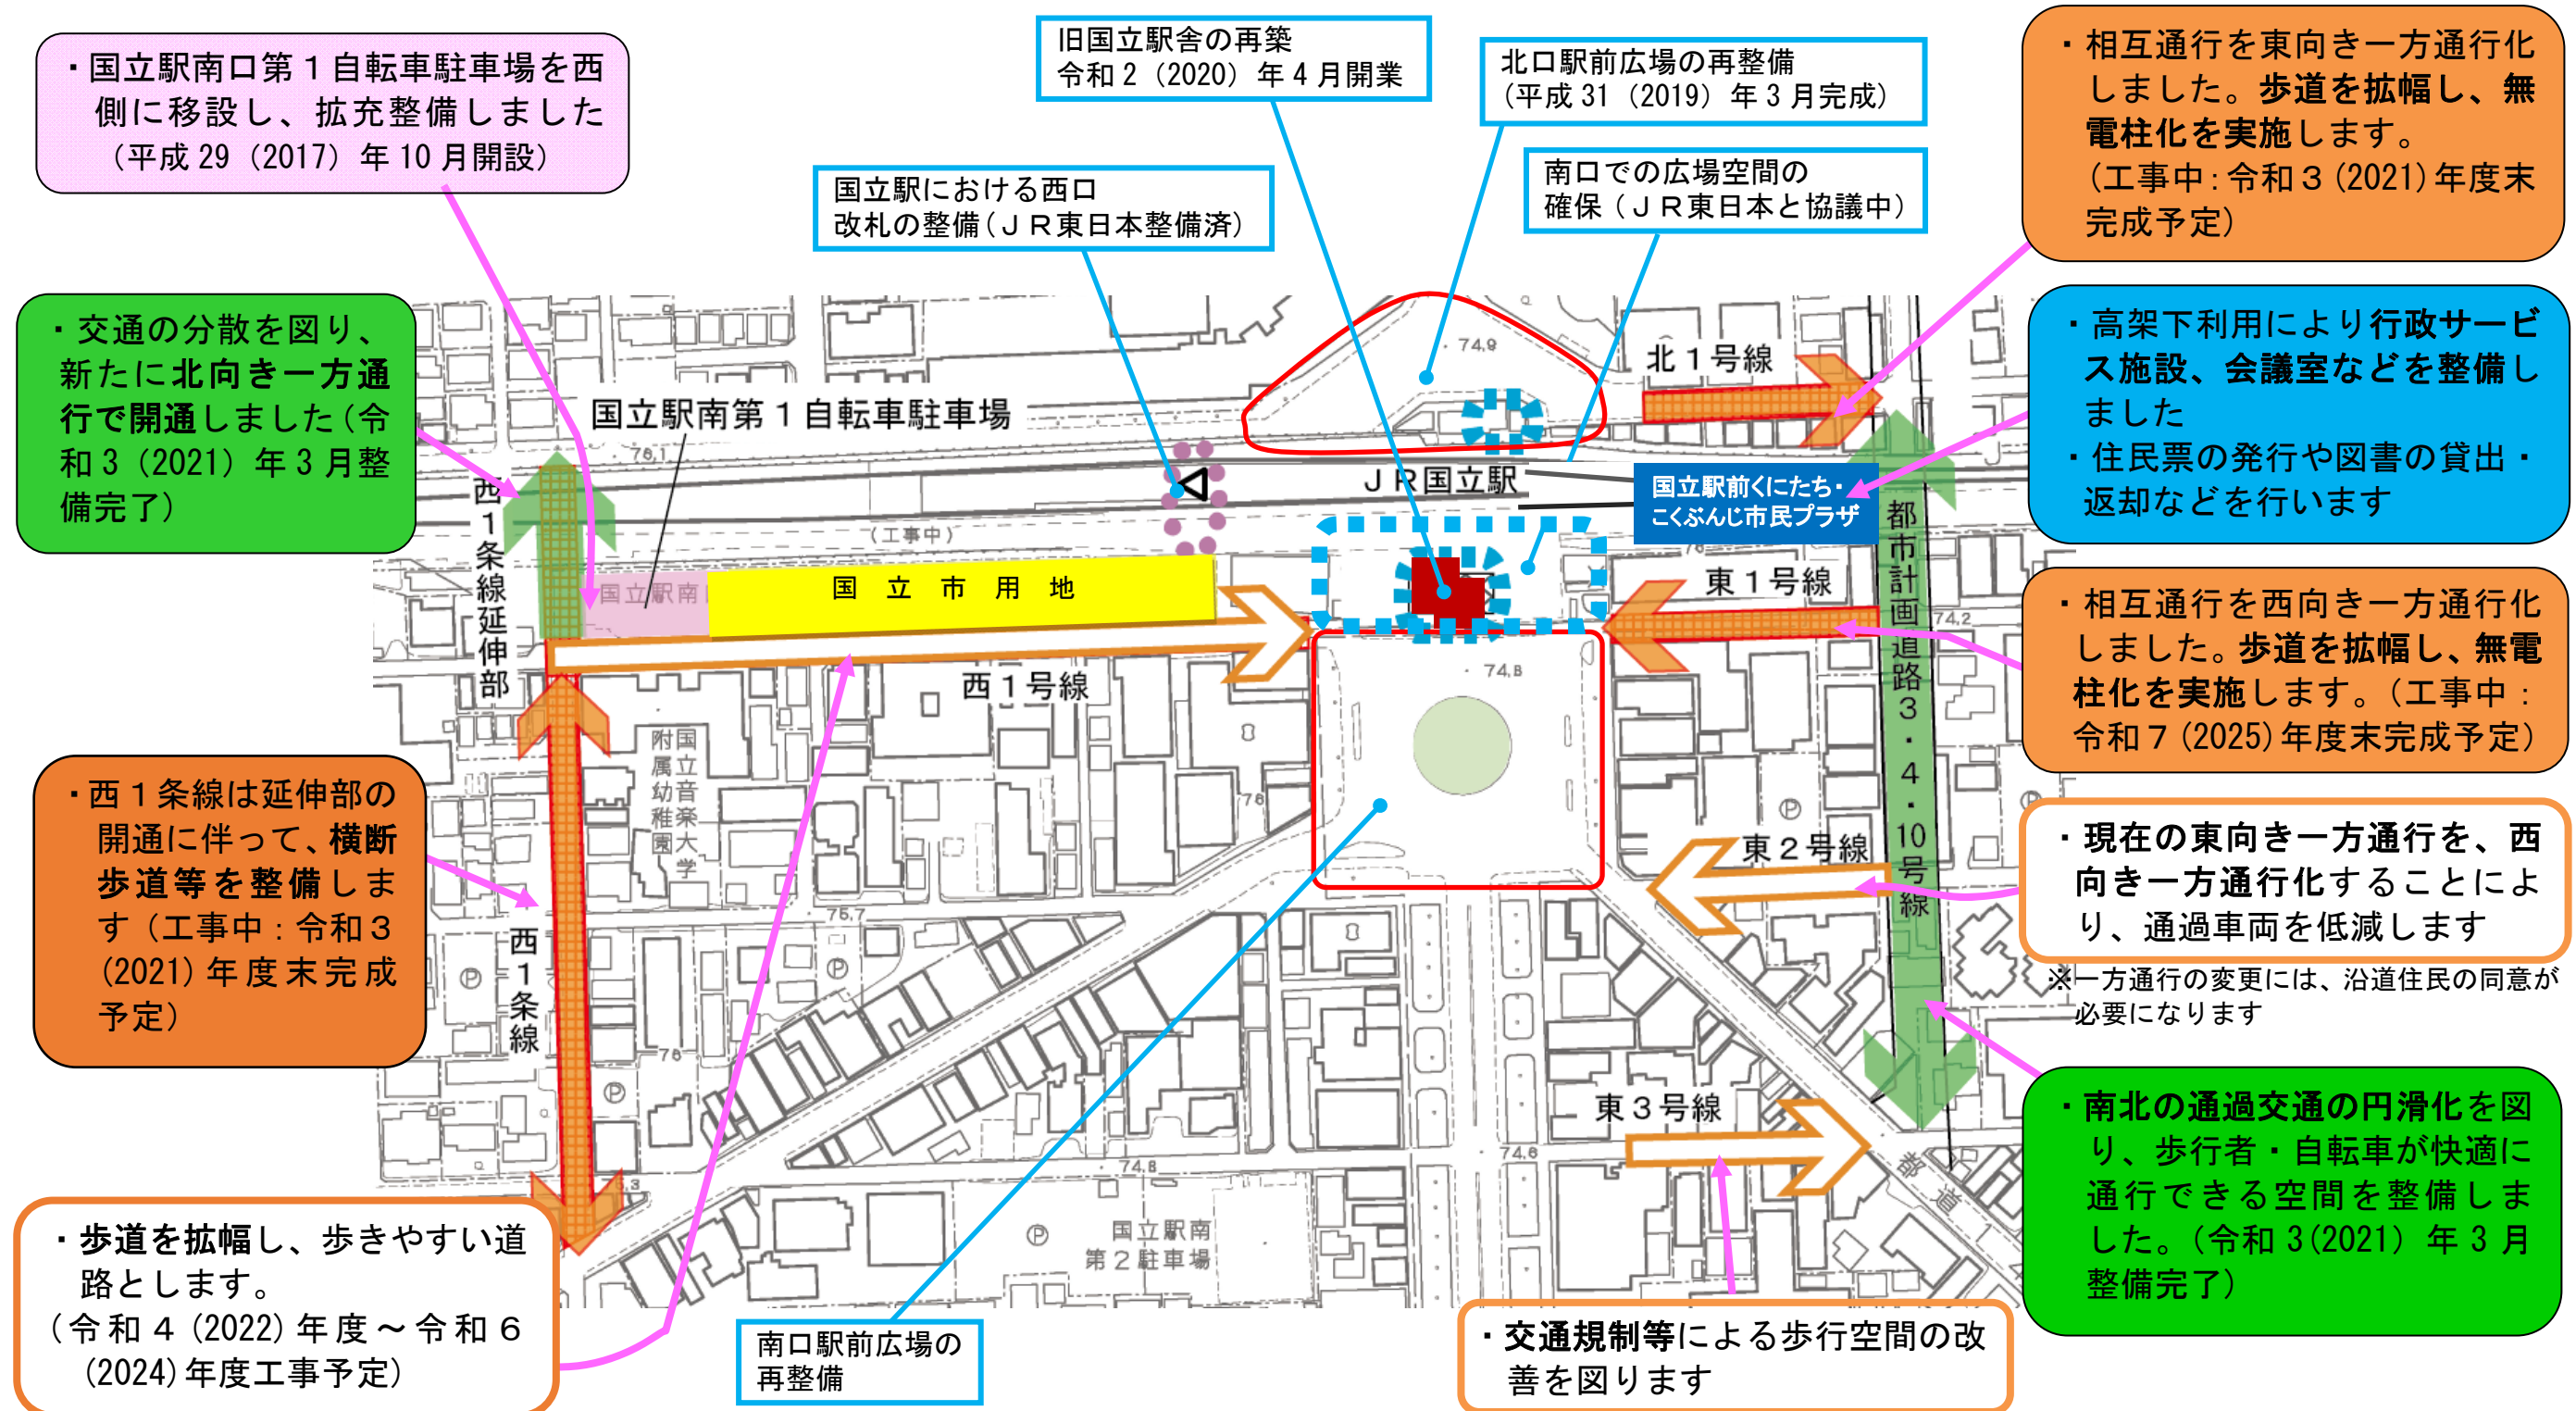 ・国立駅南口第１自転車駐車場を西
側に移設し、拡充整備しました
（平成29（2017）年10月開設）
旧国立駅舎の再築
令和2（2020）年4月開業
北口駅前広場の再整備
（平成31（2019）年3月完成）
国立駅における西口
改札の整備（ＪＲ東日本整備済）
南口での広場空間の
確保（ＪＲ東日本と協議中）
・相互通行を東向き一方通行化
しました。歩道を拡幅し、無
電柱化を実施します。
（工事中：令和３(2021)年度末
完成予定）
・交通の分散を図り、
新たに北向き一方通
行で開通しました（令
和3（2021）年3月整
備完了）
・高架下利用により行政サービ
ス施設、会議室などを整備し
ました
・住民票の発行や図書の貸出・
返却などを行います
74.9
北１号線
国立駅南第１自転車駐車場
76.1
ＪＲ国立駅
国立駅前くにたち・
こくぶんじ市民プラザ
西１条線延伸部
（工事中）
国立駅南
国立市用地
東１号線
都市計画道路３・４・10号線
74.2
76
・相互通行を西向き一方通行化
しました。歩道を拡幅し、無電
柱化を実施します。（工事中：
令和７(2025)年度末完成予定）
西１号線
74.8
国立音楽大学
附属幼稚園
76
Ｐ
Ｐ
・西１条線は延伸部の
開通に伴って、横断
歩道等を整備しま
す（工事中：令和３
(2021)年度末完成
予定）
東２号線
・現在の東向き一方通行を、西
向き一方通行化することによ
り、通過車両を低減します
※一方通行の変更には、沿道住民の同意が
必要になります
75.7
西１条線
Ｐ
Ｐ
76
Ｐ
東３号線
74.8
74.6
都道
・南北の通過交通の円滑化を図
り、歩行者・自転車が快適に
通行できる空間を整備しま
した。（令和3(2021）年3月
整備完了）
・歩道を拡幅し、歩きやすい道
路とします。
（令和４(2022)年度～令和６
(2024)年度工事予定）
Ｐ
国立駅南
第２駐車場
南口駅前広場の
再整備
・交通規制等による歩行空間の改
善を図ります